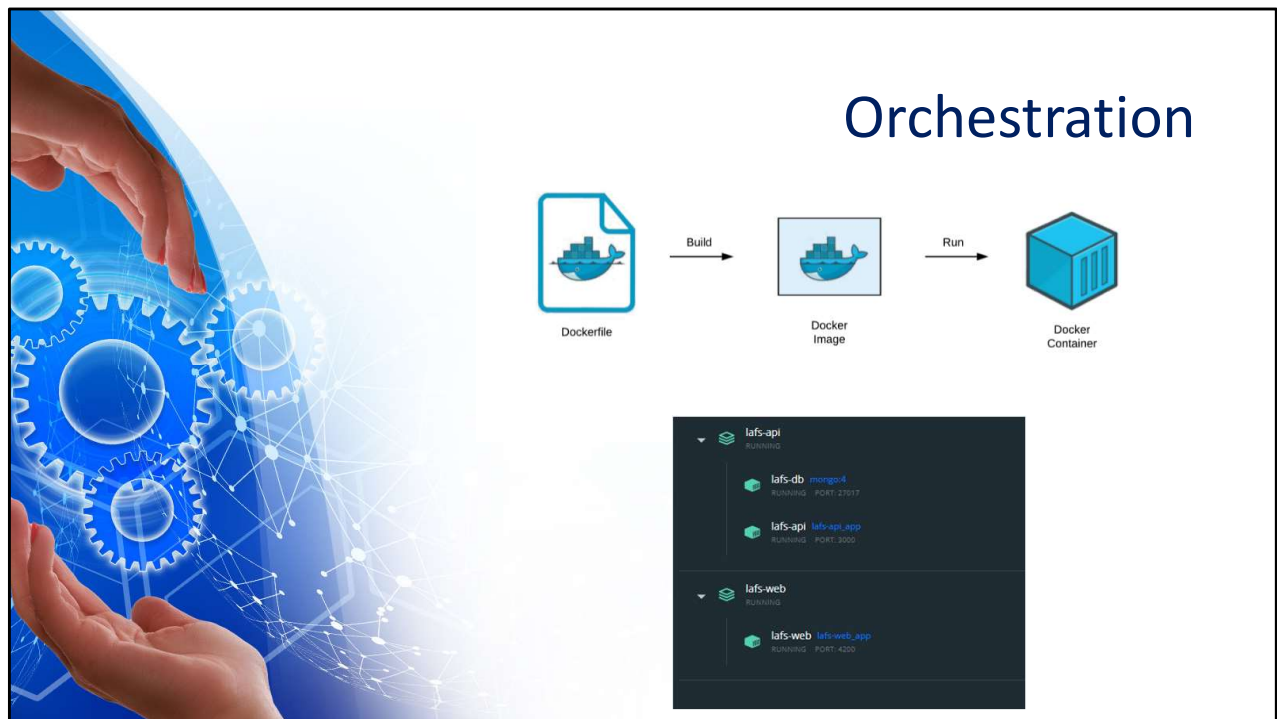 Orchestration
Build
Run
Dockerfile
Docker
Image
Docker
Container
lafs-api
RUNNING
lafs-db mongo:4
RUNNING PORT: 27017
lafs-api lafs-api_app
RUNNING PORT: 3000
lafs-web
RUNNING
lafs-web lafs-web_app
RUNNING PORT: 4200